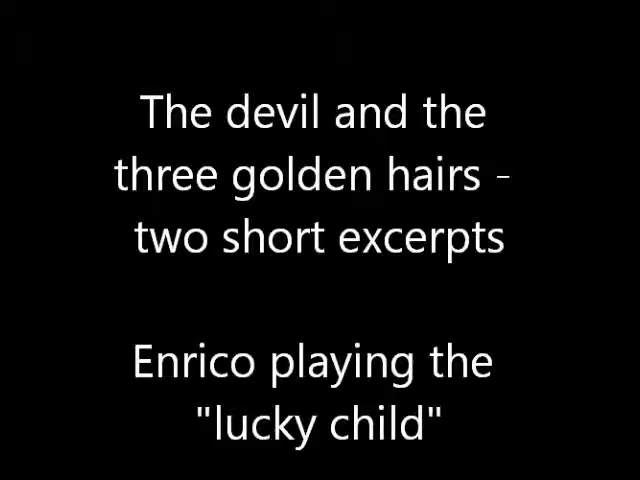 The devil and the
three golden hairs -
two short excerpts
Enrico playing the
"lucky child"